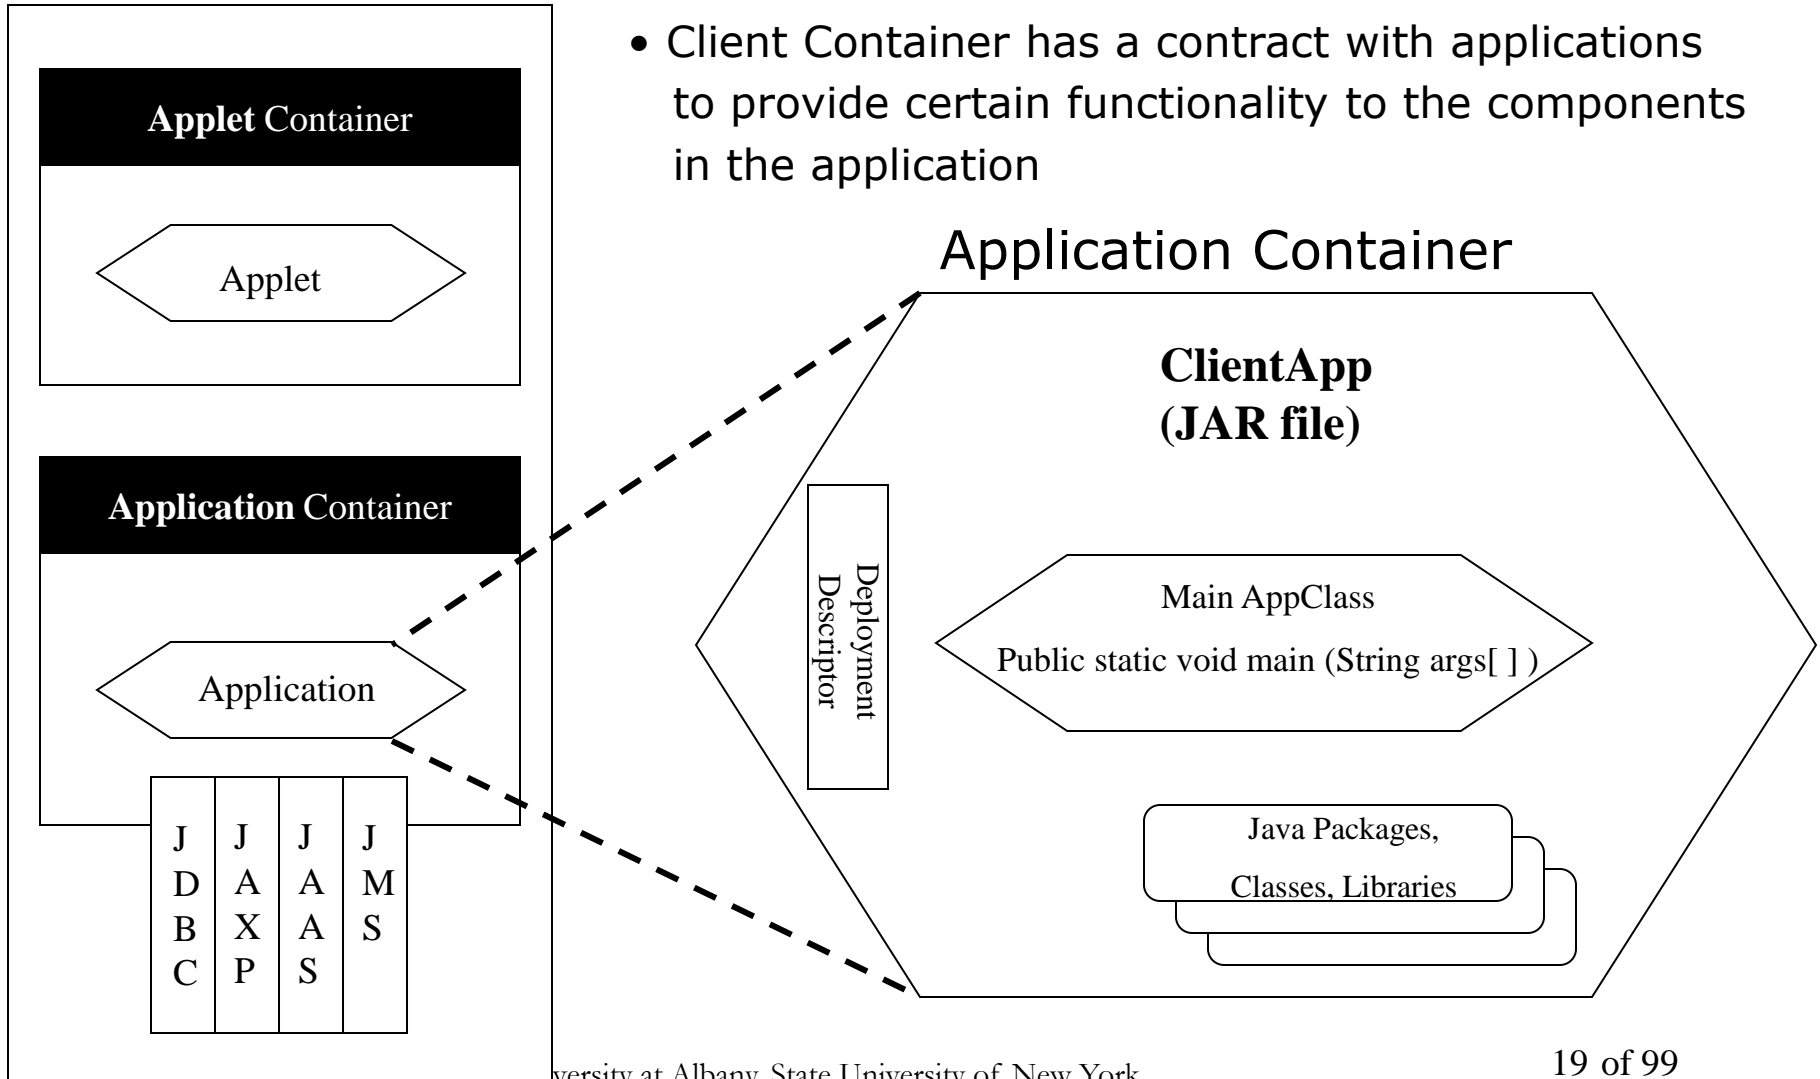 • Client Container has a contract with applications
to provide certain functionality to the components
in the application
Applet Container
Applet
Application Container
Application
J D B C
J A X P
J A A S
J M S
Application Container
ClientApp
(JAR file)
Deployment
Descriptor
Main AppClass
Public static void main (String args[ ] )
Java Packages,
Classes, Libraries
versity at Albany, State University of New York
19 of 99